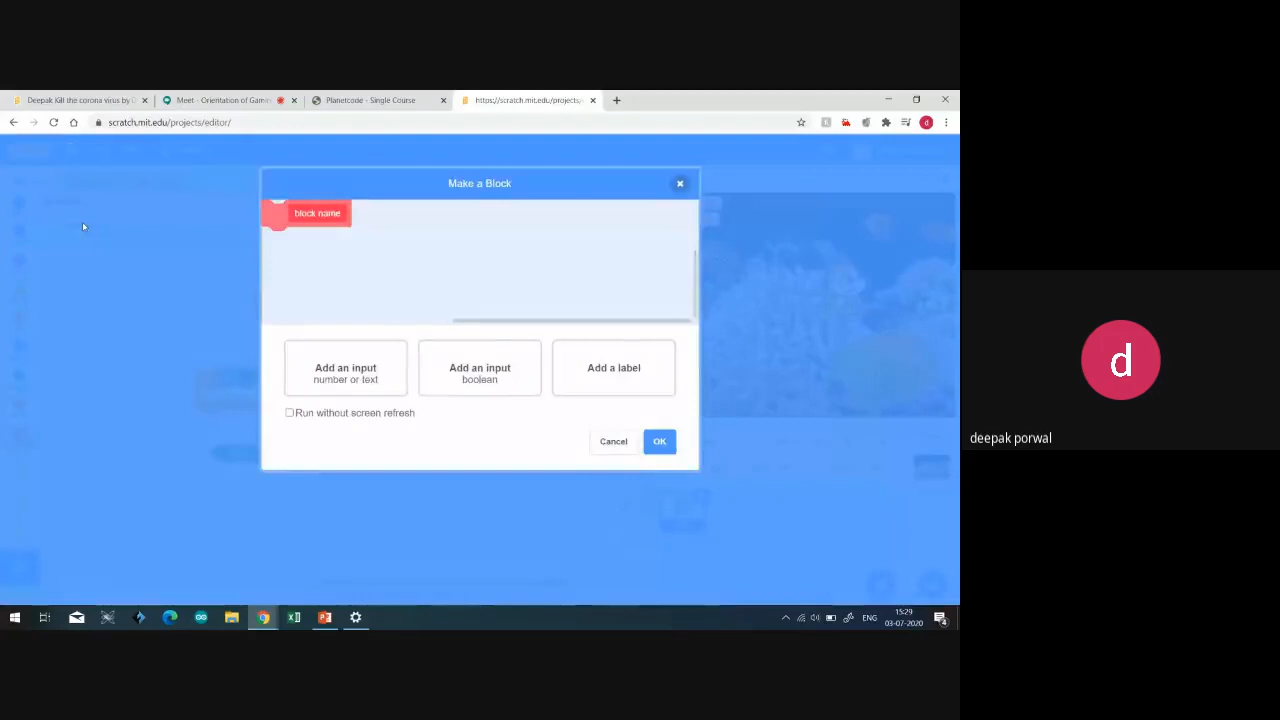 Deepak Kill the corona virus by D
Meet - Orientation of Game
Planetcode - Single Course
https://scratch.mit.edu/projects/
scratch.mit.edu/projects/editor/
d
Make a Block
block name
Add an input
number or text
Add an input
boolean
Add a label
Run without screen refresh
Cancel
OK
d
deepak porwal
ENG
15:29
03-07-2020
4